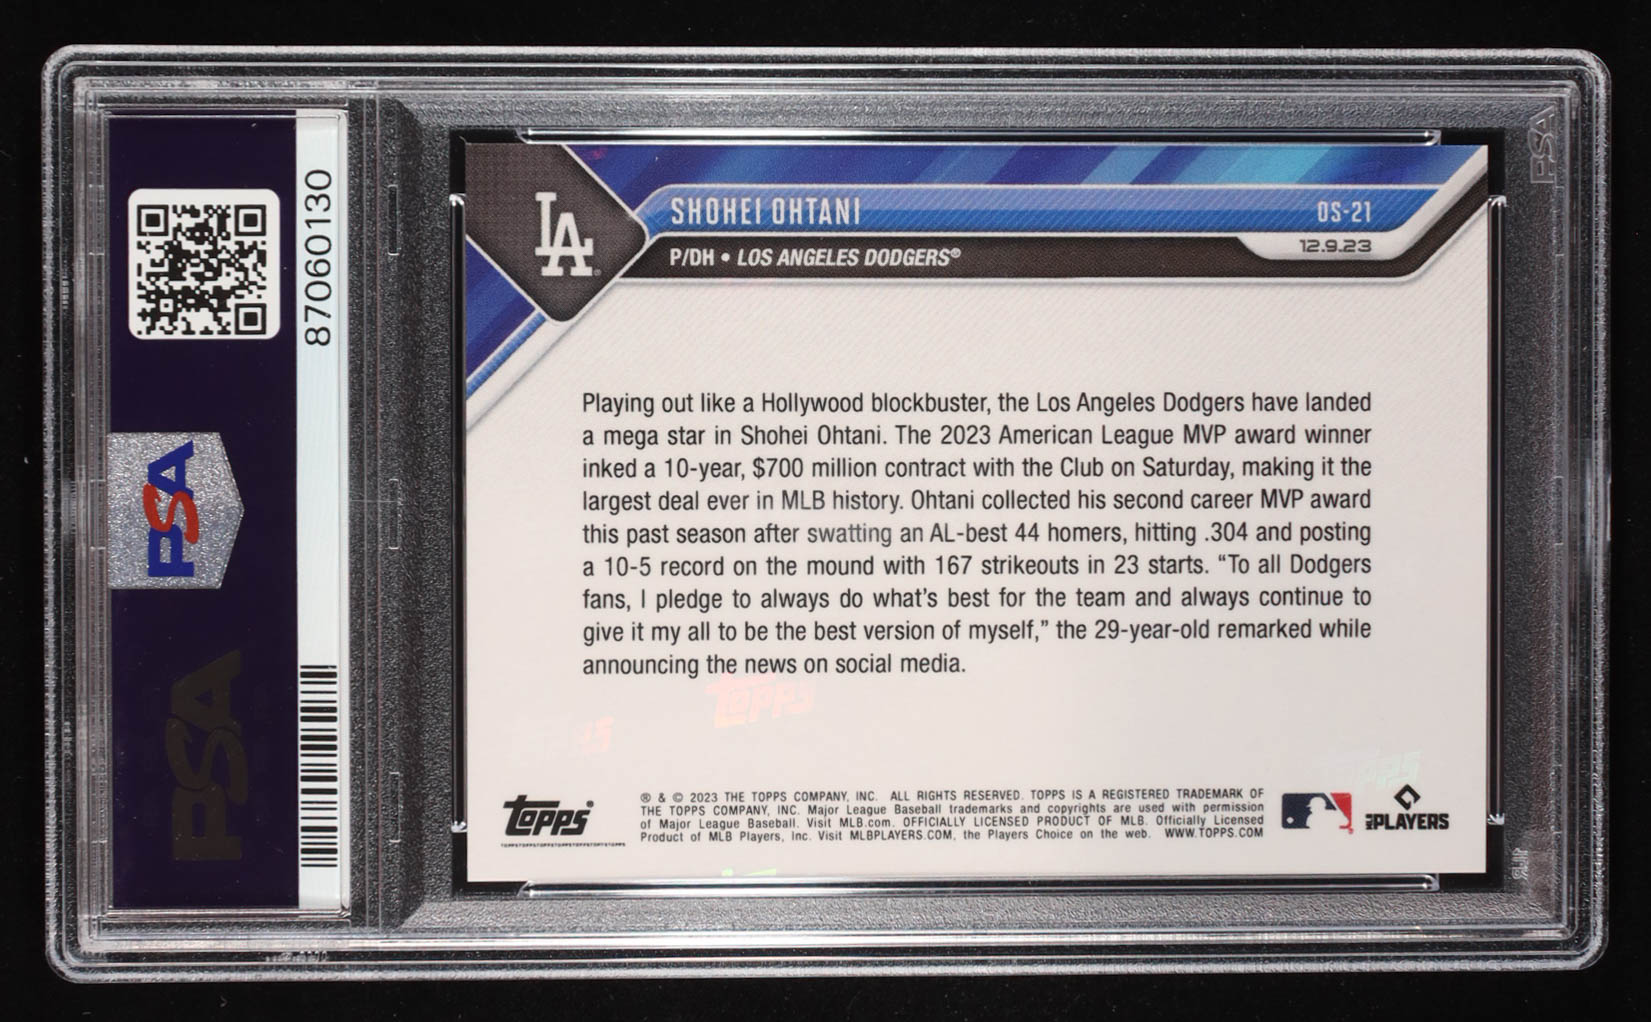 SHOHEI OHTANI
OS-21
P/DH • LOS ANGELES DODGERS®
12.9.23
LA
Playing out like a Hollywood blockbuster, the Los Angeles Dodgers have landed
a mega star in Shohei Ohtani. The 2023 American League MVP award winner
inked a 10-year, $700 million contract with the Club on Saturday, making it the
largest deal ever in MLB history. Ohtani collected his second career MVP award
this past season after swatting an AL-best 44 homers, hitting .304 and posting
a 10-5 record on the mound with 167 strikeouts in 23 starts. “To all Dodgers
fans, I pledge to always do what’s best for the team and always continue to
give it my all to be the best version of myself,” the 29-year-old remarked while
announcing the news on social media.
topps
topps
® & © 2023 THE TOPPS COMPANY, INC. ALL RIGHTS RESERVED. TOPPS IS A REGISTERED TRADEMARK OF
THE TOPPS COMPANY, INC. Major League Baseball trademarks and copyrights are used with permission
of Major League Baseball. Visit MLB.com. OFFICIALLY LICENSED PRODUCT OF MLB. Officially Licensed
Product of MLB Players, Inc. Visit MLBPLAYERS.COM, the Players Choice on the web. WWW.TOPPS.COM
MLB PLAYERS
87060130
PSA
PSA
PSA